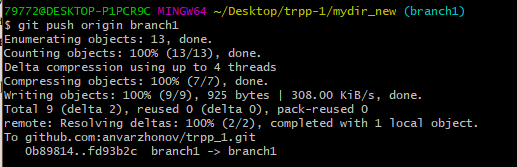 79772@DESKTOP-P1PCR9C MINGW64 ~/Desktop/trpp-1/mydir_new (branch1)
$ git push origin branch1
Enumerating objects: 13, done.
Counting objects: 100% (13/13), done.
Delta compression using up to 4 threads
Compressing objects: 100% (7/7), done.
Writing objects: 100% (9/9), 925 bytes | 308.00 KiB/s, done.
Total 9 (delta 2), reused 0 (delta 0), pack-reused 0
remote: Resolving deltas: 100% (2/2), completed with 1 local object.
To github.com:anvarzhonov/trpp_1.git
   0b89814..fd93b2c  branch1 -> branch1